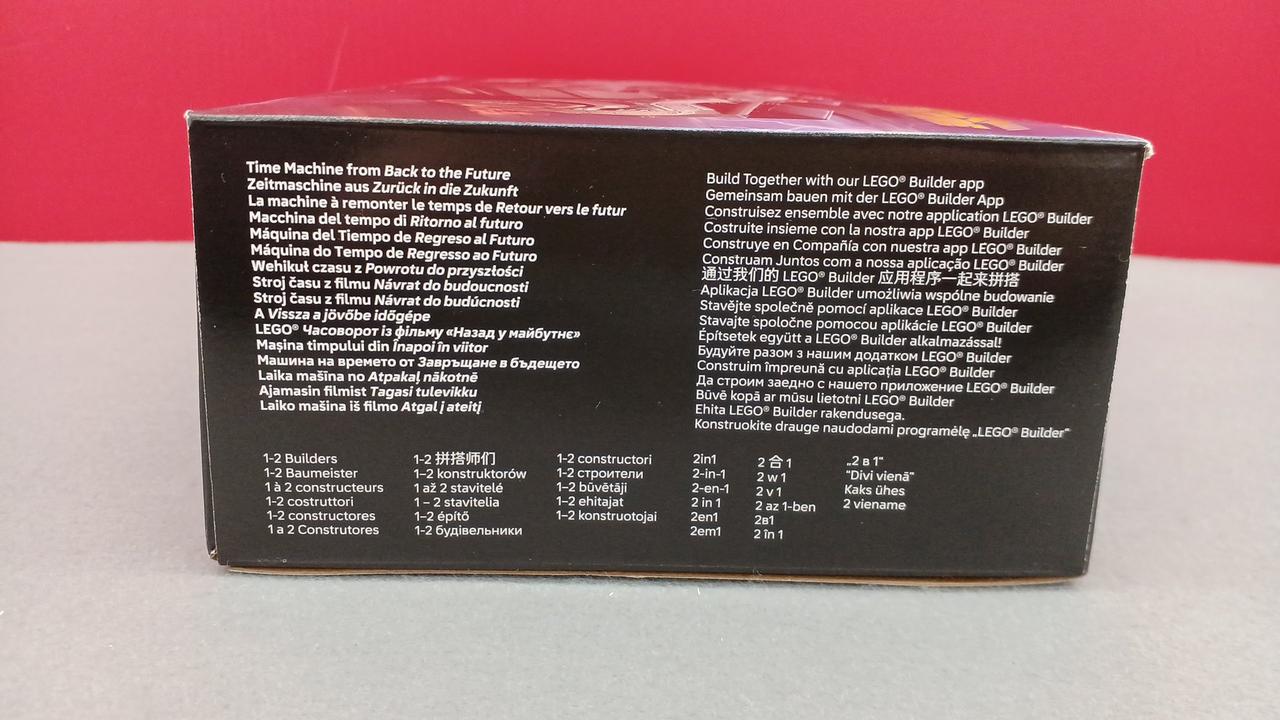 Time Machine from Back to the Future
Zeitmaschine aus Zurück in die Zukunft
La machine à remonter le temps de Retour vers le futur
Macchina del tempo di Ritorno al futuro
Máquina del Tiempo de Regreso al Futuro
Máquina do Tempo de Regresso ao Futuro
Wehikuł czasu z Powrotu do przyszłości
Stroj času z filmu Návrat do budoucnosti
Stroj času z filmu Návrat do budúcnosti
A Vissza a jövőbe időgépe
LEGO® Часоворот із фільму «Назад у майбутнє»
Mașina timpului din Înapoi în viitor
Машина на времето от Завръщане в бъдещето
Laika mašīna no Atpakaļ nākotnē
Ajamasin filmist Tagasi tulevikku
Laiko mašina iš filmo Atgal į ateitį
Build Together with our LEGO® Builder app
Gemeinsam bauen mit der LEGO® Builder App
Construisez ensemble avec notre application LEGO® Builder
Costruite insieme con la nostra app LEGO® Builder
Construye en Compañía con nuestra app LEGO® Builder
Construam Juntos com a nossa aplicação LEGO® Builder
通过我们的 LEGO® Builder 应用程序一起来拼搭
Aplikacja LEGO® Builder umożliwia wspólne budowanie
Stavějte společně pomocí aplikace LEGO® Builder
Stavajte spoločne pomocou aplikácie LEGO® Builder
Építsetek együtt a LEGO® Builder alkalmazással!
Будуйте разом з нашим додатком LEGO® Builder
Construim împreună cu aplicația LEGO® Builder
Да строим заедно с нашето приложение LEGO® Builder
Būvē kopā ar mūsu lietotni LEGO® Builder
Ehita LEGO® Builder rakendusega.
Konstruokite drauge naudodami programėlę „LEGO® Builder"
1-2 Builders
1-2 Baumeister
1 à 2 constructeurs
1-2 costruttori
1-2 constructores
1 a 2 Construtores
1-2 拼搭师们
1-2 konstruktorów
1 až 2 stavitelé
1 – 2 stavitelia
1–2 építő
1-2 будівельники
1-2 constructori
1-2 строители
1–2 būvētāji
1–2 ehitajat
1–2 konstruotojai
2in1
2-in-1
2-en-1
2 in 1
2en1
2em1
2 合 1
2 w 1
2 v 1
2 az 1-ben
2в1
2 în 1
„2 в 1"
"Divi vienā"
Kaks ühes
2 viename